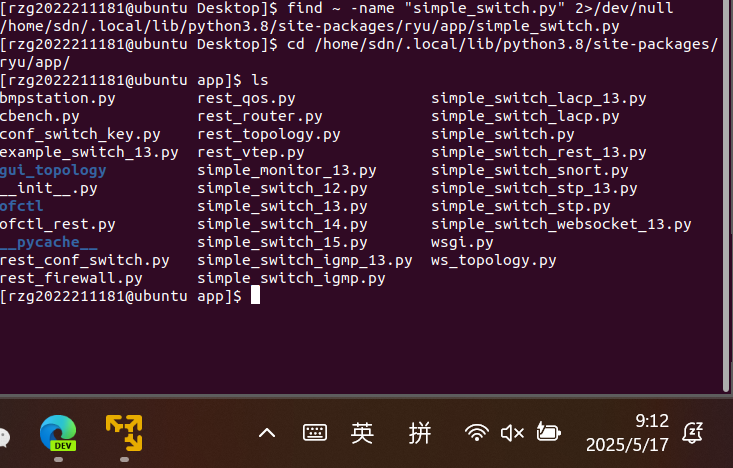 [rzg2022211181@ubuntu Desktop]$ find ~ -name "simple_switch.py" 2>/dev/null
/home/sdn/.local/lib/python3.8/site-packages/ryu/app/simple_switch.py
[rzg2022211181@ubuntu Desktop]$ cd /home/sdn/.local/lib/python3.8/site-packages/
ryu/app/
[rzg2022211181@ubuntu app]$ ls
bmpstation.py rest_qos.py simple_switch_lacp_13.py
cbench.py rest_router.py simple_switch_lacp.py
conf_switch_key.py rest_topology.py simple_switch.py
example_switch_13.py rest_vtep.py simple_switch_rest_13.py
gui_topology simple_monitor_13.py simple_switch_snort.py
__init__.py simple_switch_12.py simple_switch_stp_13.py
ofctl simple_switch_13.py simple_switch_stp.py
ofctl_rest.py simple_switch_14.py simple_switch_websocket_13.py
__pycache__ simple_switch_15.py wsgi.py
rest_conf_switch.py simple_switch_igmp_13.py ws_topology.py
rest_firewall.py simple_switch_igmp.py
[rzg2022211181@ubuntu app]$
DEV
英 拼
9:12
2025/5/17